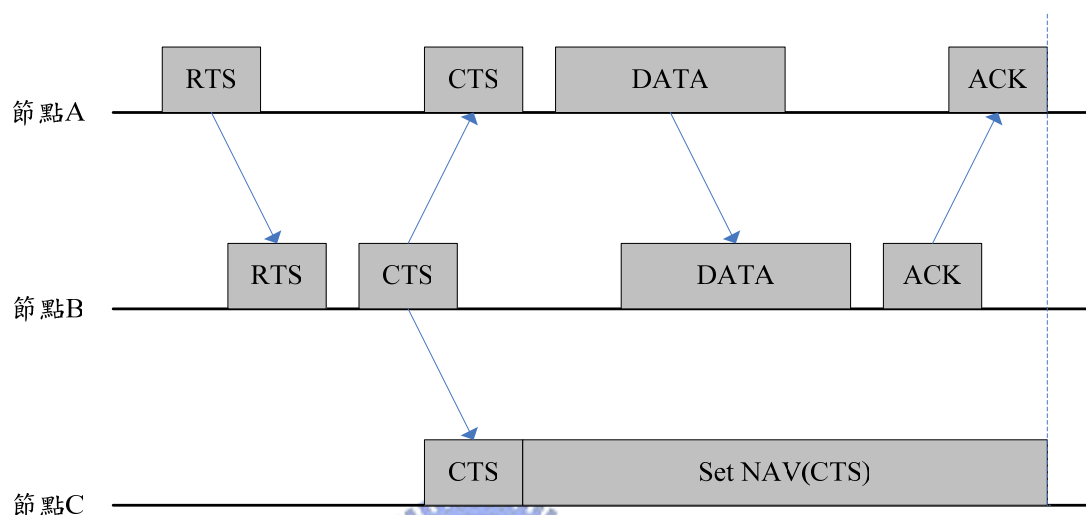 RTS CTS DATA ACK
節點A
RTS CTS DATA ACK
節點B
CTS Set NAV(CTS)
節點C